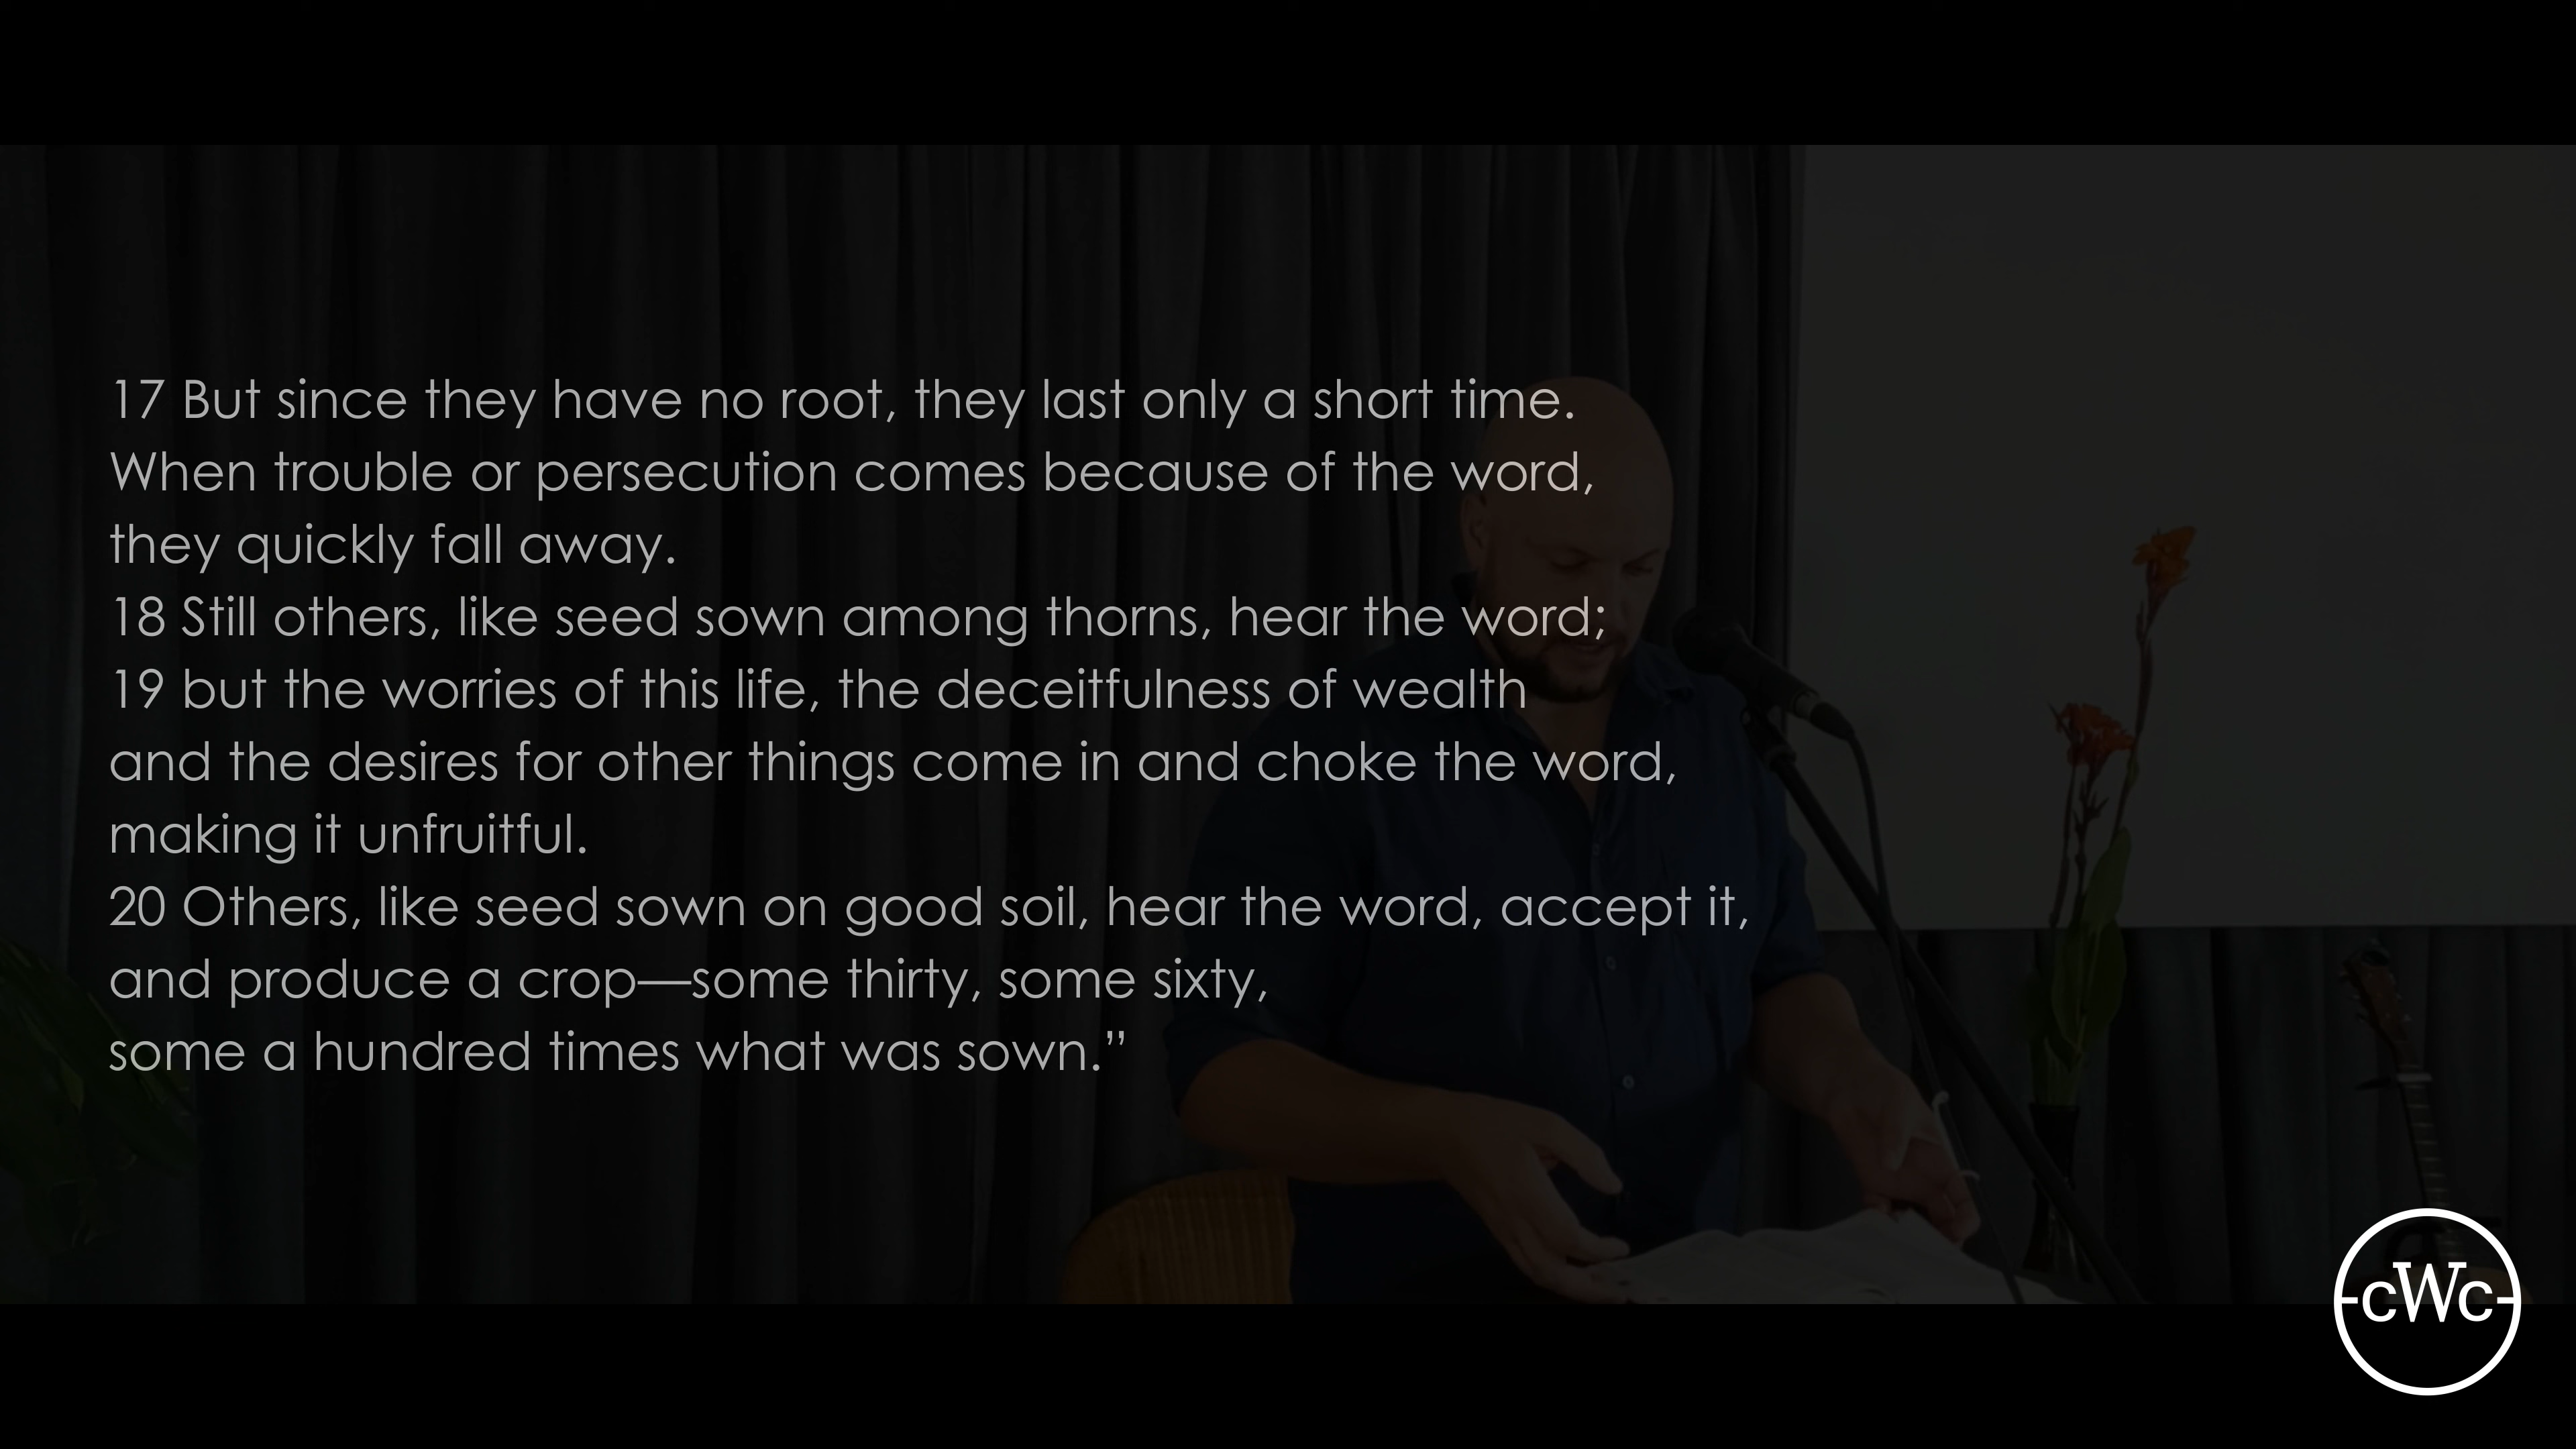 17 But since they have no root, they last only a short time.
When trouble or persecution comes because of the word,
they quickly fall away.
18 Still others, like seed sown among thorns, hear the word;
19 but the worries of this life, the deceitfulness of wealth
and the desires for other things come in and choke the word,
making it unfruitful.
20 Others, like seed sown on good soil, hear the word, accept it,
and produce a crop—some thirty, some sixty,
some a hundred times what was sown.”
cWc